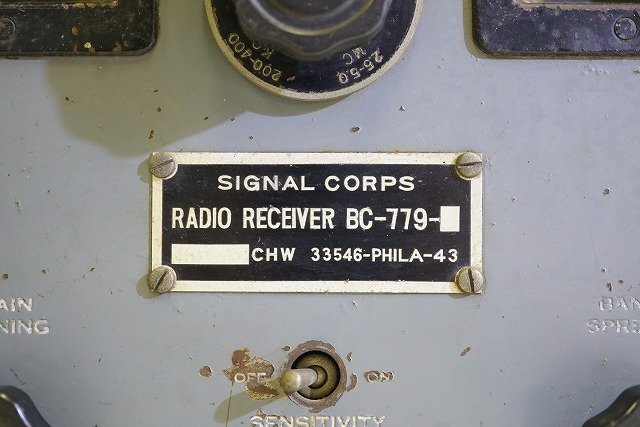 200-400
KC
25-50
MC
SIGNAL CORPS
RADIO RECEIVER BC-779-
CHW 33546-PHILA-43
OFF
ON
SENSITIVITY